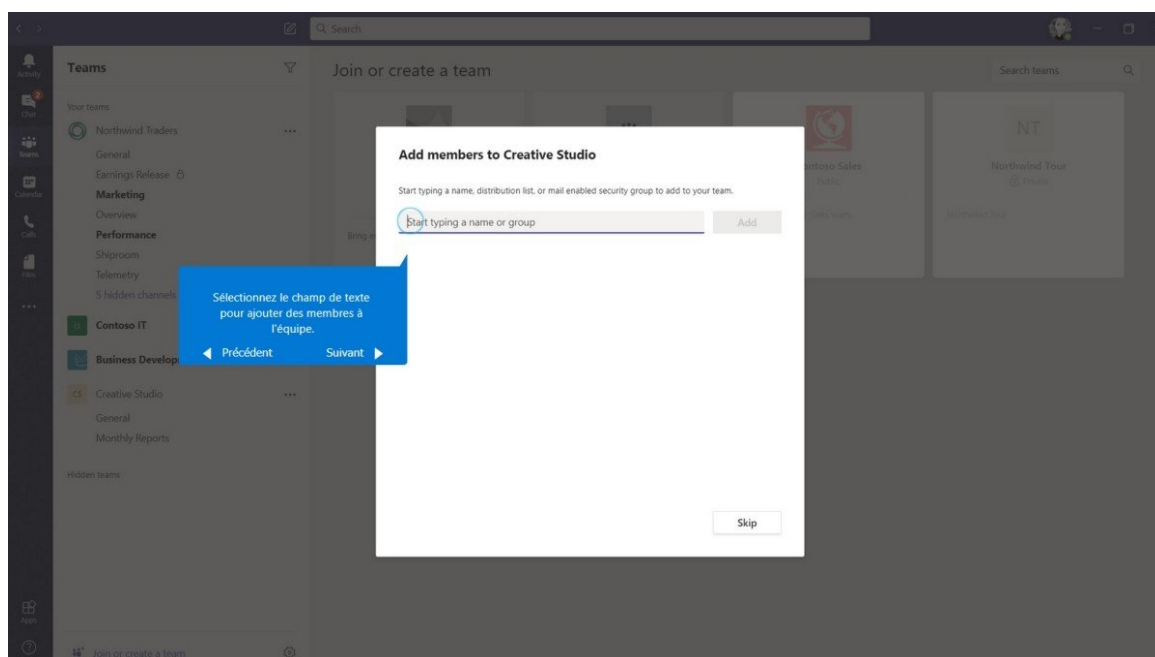 Search
Activity
Teams
Join or create a team
Search teams
2
Chat
Your teams
Northwind Traders
NT
Teams
General
Add members to Creative Studio
Northwind Tour
Earnings Release
Calendar
Marketing
Start typing a name, distribution list, or mail enabled security group to add to your team.
Overview
Start typing a name or group
Add
Calls
Performance
Shiproom
Files
Telemetry
5 hidden channels
Sélectionnez le champ de texte
pour ajouter des membres à
l'équipe.
Contoso IT
Précédent
Suivant
Business
Creative Studio
General
Monthly Reports
Hidden teams
Skip
Apps
Join or create a team